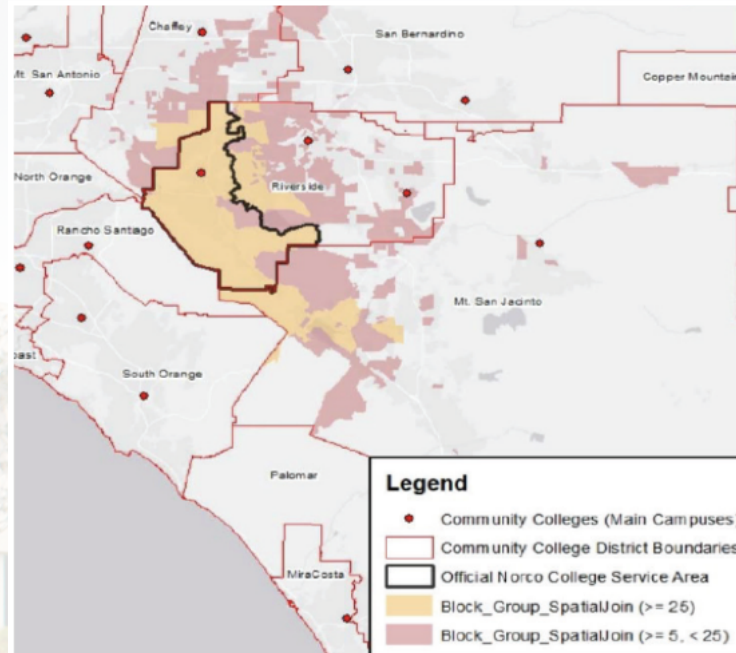 Chaffey
San Bernardino
Mt. San Antonio
Copper Mountain
North Orange
Riverside
Rancho Santiago
Mt. San Jacinto
South Orange
Palomar
MiraCosta
Legend
Community Colleges (Main Campuses)
Community College District Boundaries
Official Norco College Service Area
Block_Group_SpatialJoin (>= 25)
Block_Group_SpatialJoin (>= 5, < 25)